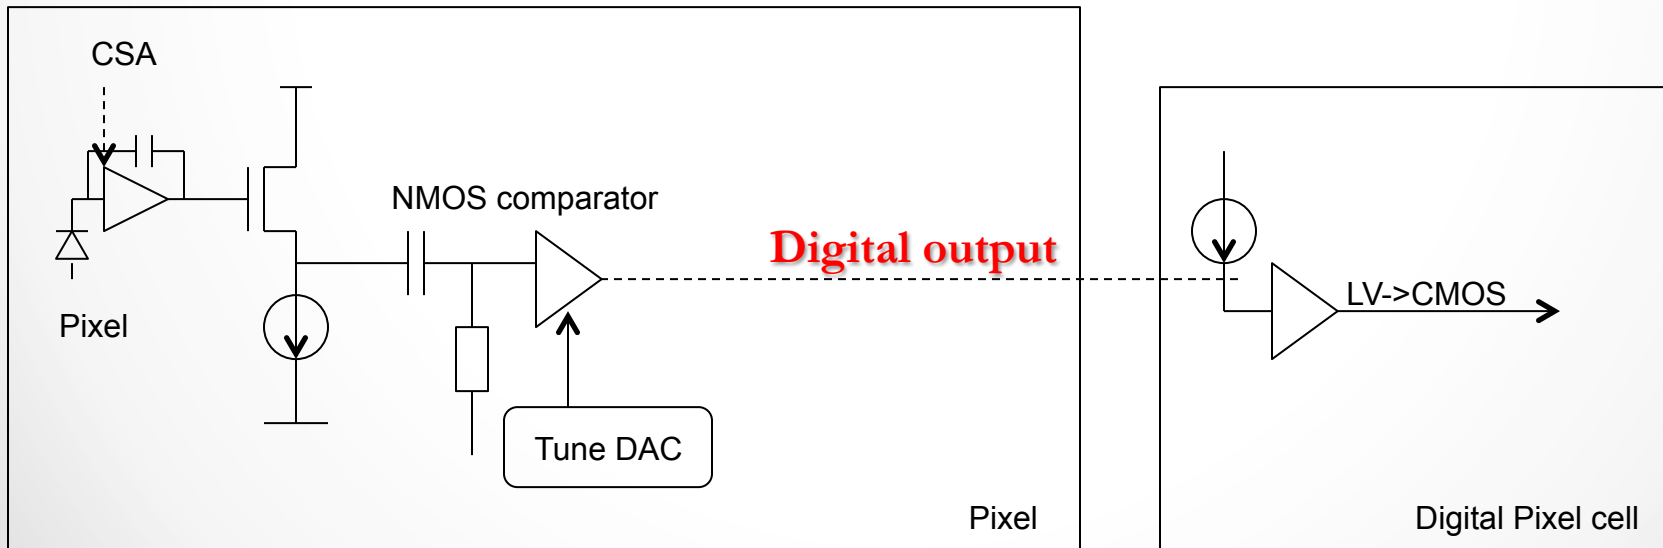 CSA
NMOS comparator
Digital output
LV->CMOS
Pixel
Tune DAC
Pixel
Digital Pixel cell